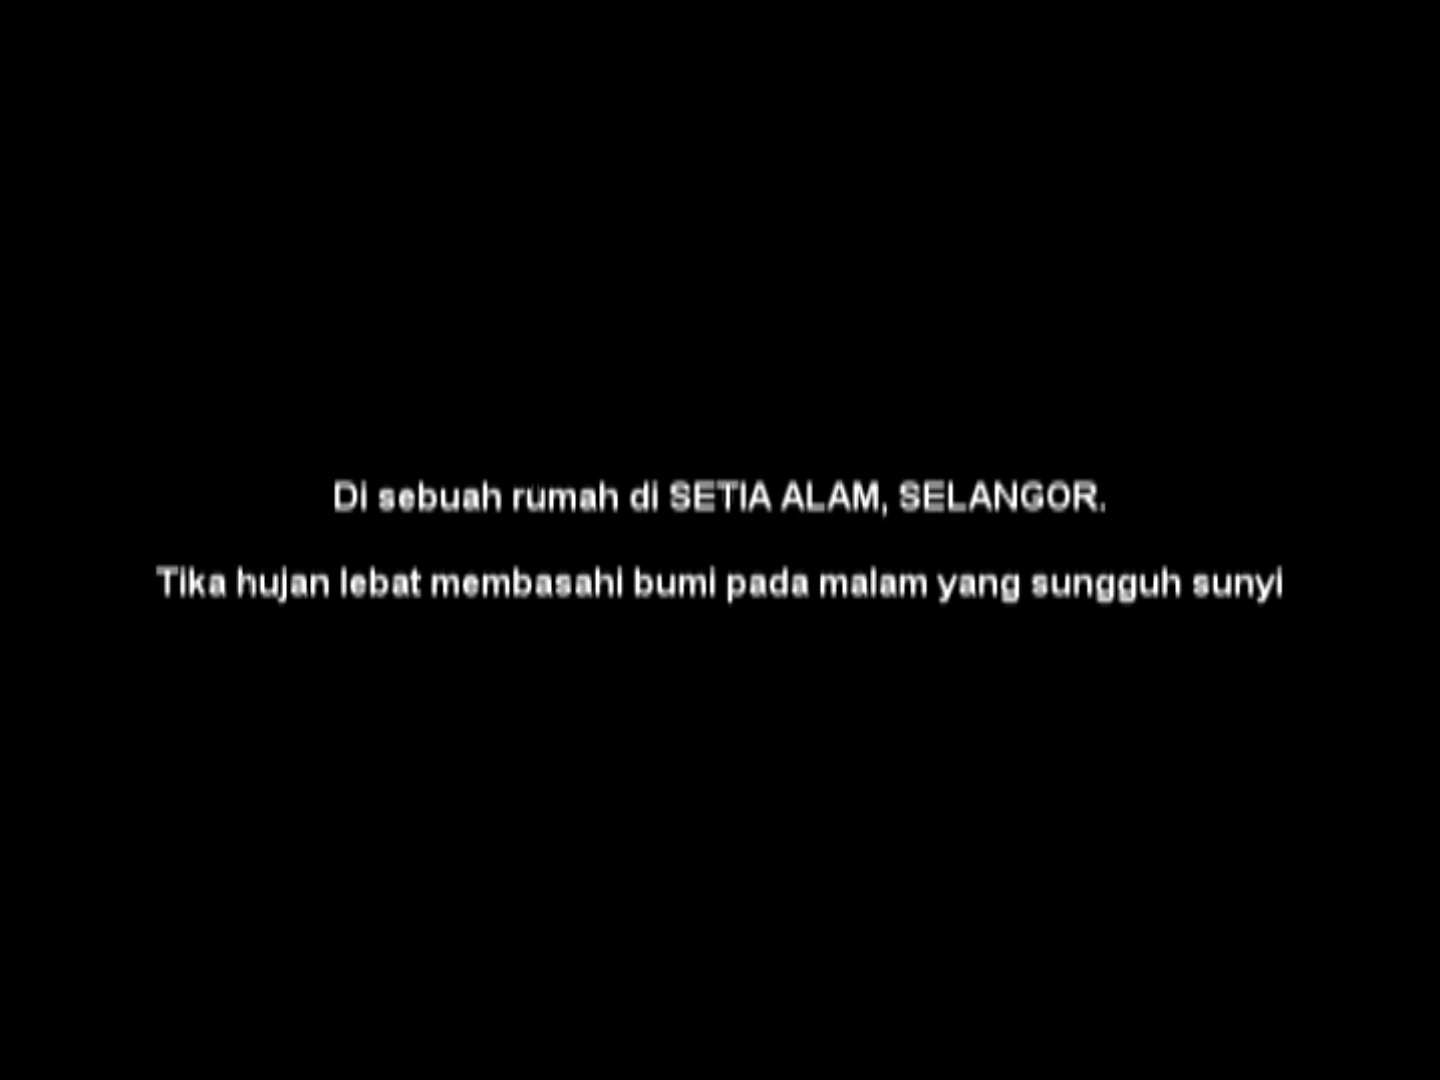 Di sebuah rumah di SETIA ALAM, SELANGOR.
Tika hujan lebat membasahi bumi pada malam yang sungguh sunyi